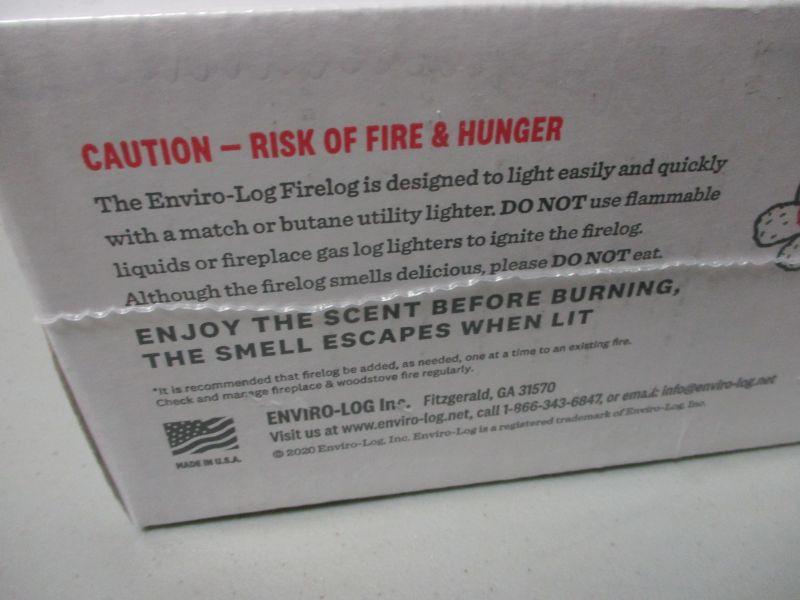 CAUTION – RISK OF FIRE & HUNGER
The Enviro-Log Firelog is designed to light easily and quickly
with a match or butane utility lighter. DO NOT use flammable
liquids or fireplace gas log lighters to ignite the firelog.
Although the firelog smells delicious, please DO NOT eat.
ENJOY THE SCENT BEFORE BURNING,
THE SMELL ESCAPES WHEN LIT
*It is recommended that firelog be added, as needed, one at a time to an existing fire.
Check and manage fireplace & woodstove fire regularly.
ENVIRO-LOG Inc. Fitzgerald, GA 31570
Visit us at www.enviro-log.net, call 1-866-343-6847, or email: info@enviro-log.net
© 2020 Enviro-Log, Inc. Enviro-Log is a registered trademark of Enviro-Log, Inc.
MADE IN U.S.A.